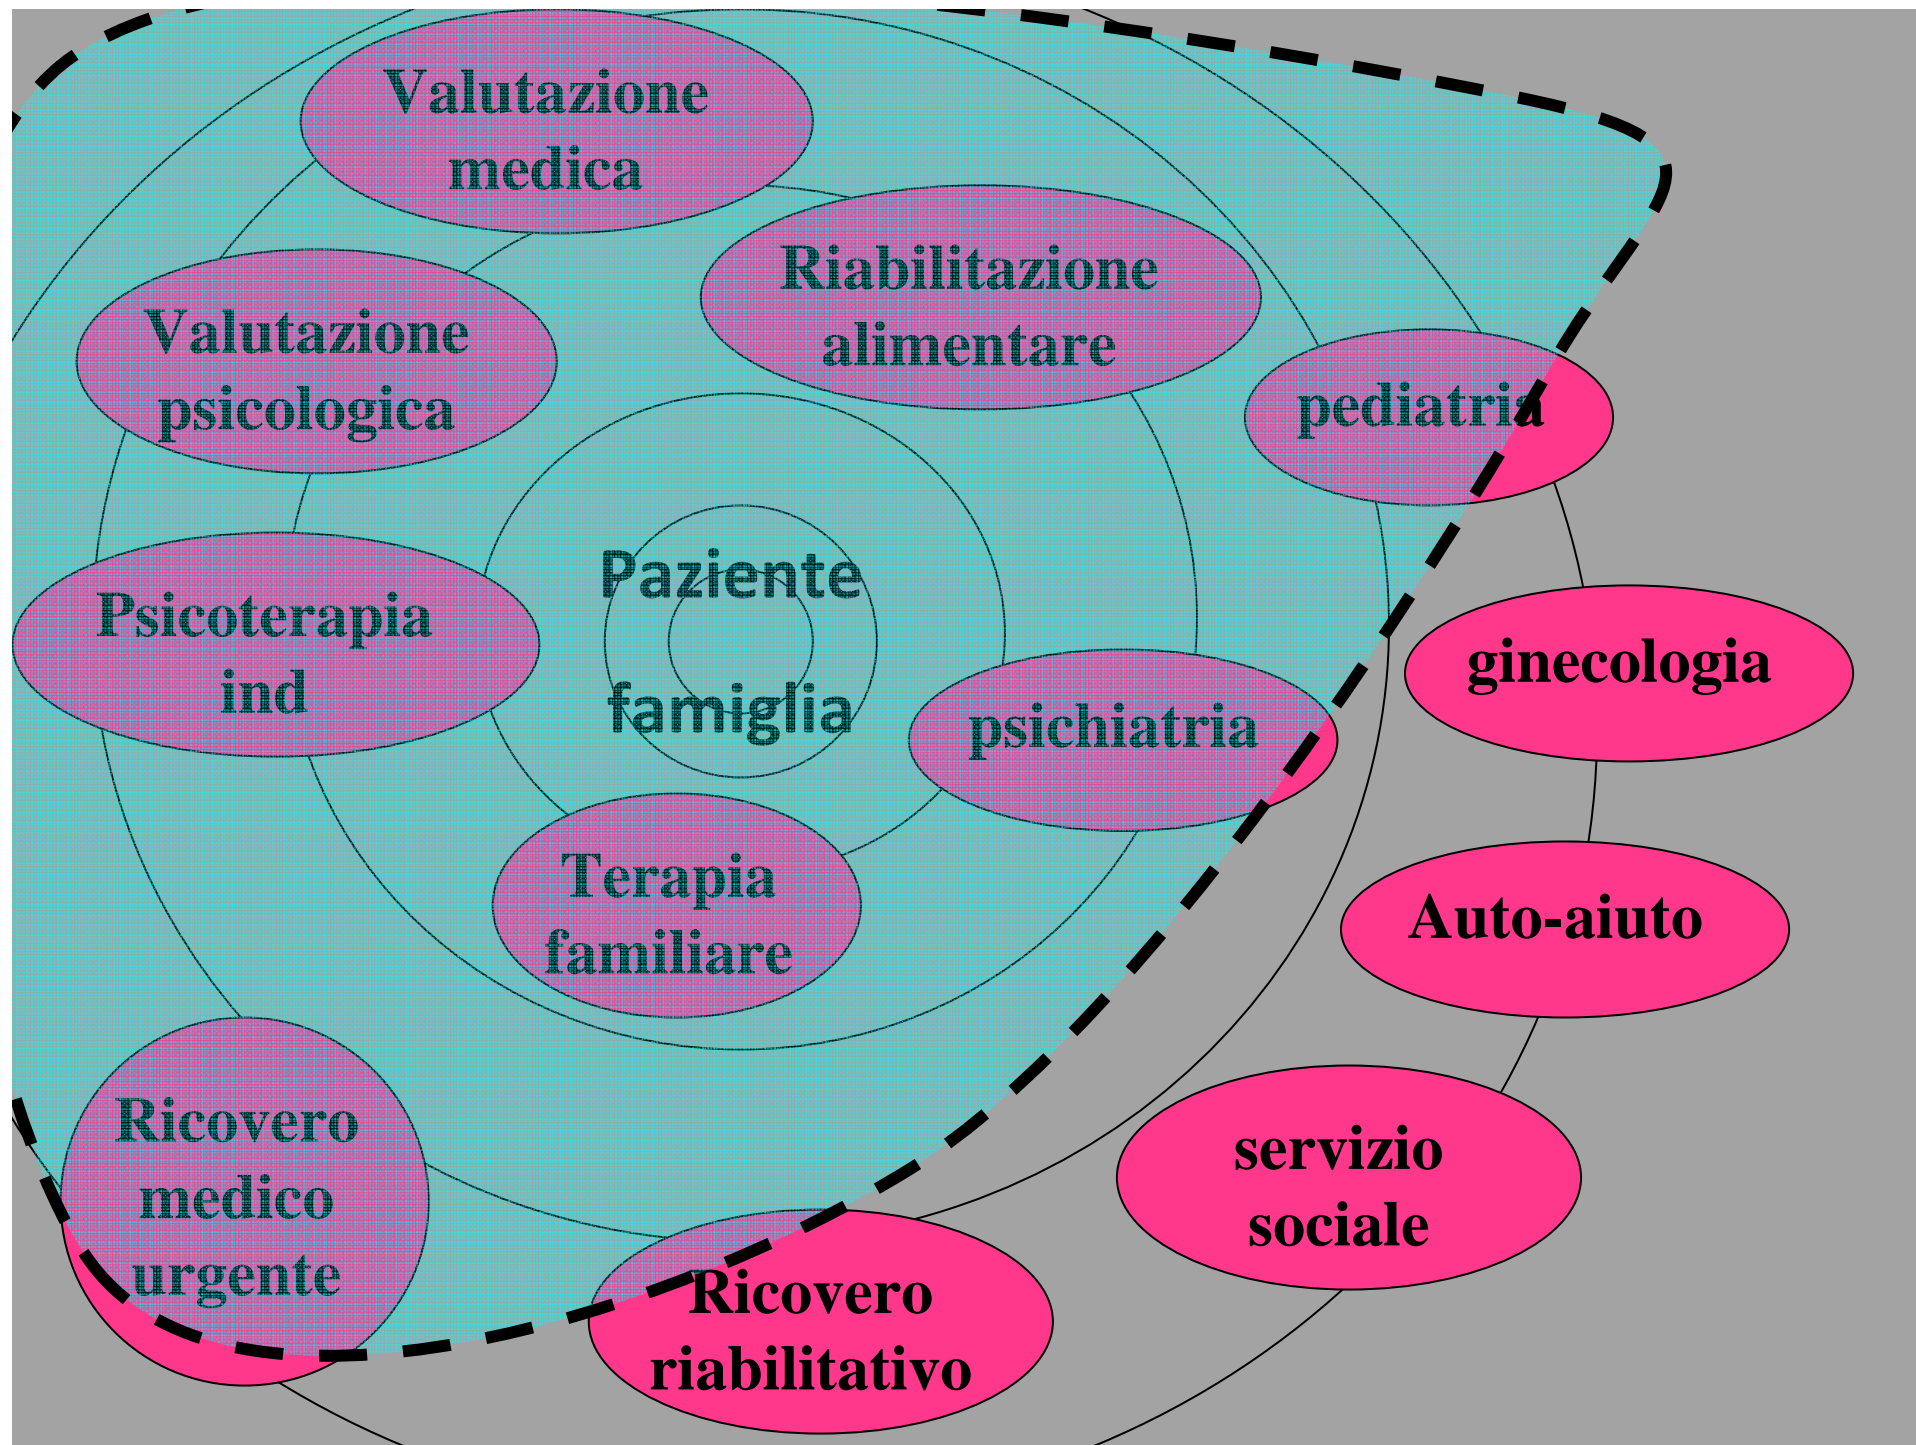 Valutazione
medica
Riabilitazione
alimentare
Valutazione
psicologica
pediatria
Paziente
famiglia
Psicoterapia
ind
ginecologia
psichiatria
Terapia
familiare
Auto-aiuto
Ricovero
medico
urgente
servizio
sociale
Ricovero
riabilitativo